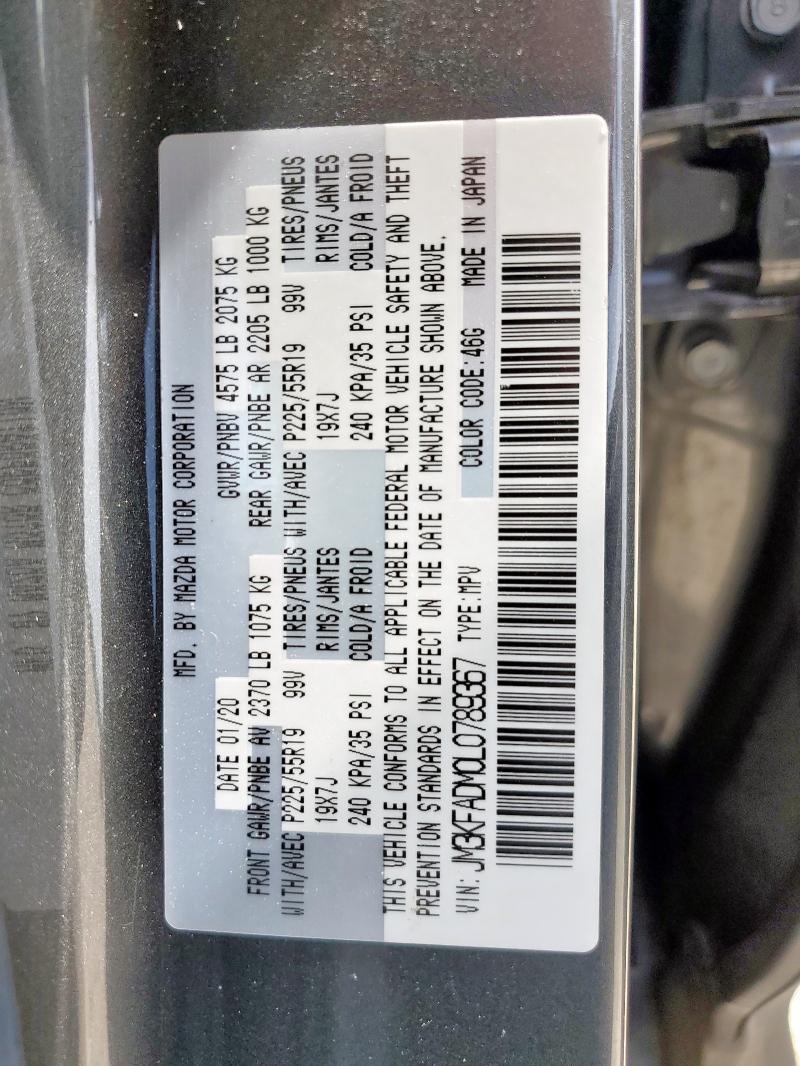 MFD. BY MAZDA MOTOR CORPORATION
DATE 01/20 GVWR/PNBV 4575 LB 2075 KG
FRONT GAWR/PNBE AV 2370 LB 1075 KG REAR GAWR/PNBE AR 2205 LB 1000 KG
WITH/AVEC P225/55R19 99V TIRES/PNEUS WITH/AVEC P225/55R19 99V TIRES/PNEUS
19X7J RIMS/JANTES 19X7J RIMS/JANTES
240 KPA/35 PSI COLD/A FROID 240 KPA/35 PSI COLD/A FROID
THIS VEHICLE CONFORMS TO ALL APPLICABLE FEDERAL MOTOR VEHICLE SAFETY AND THEFT
PREVENTION STANDARDS IN EFFECT ON THE DATE OF MANUFACTURE SHOWN ABOVE.
VIN: JM3KFADM0L0789367 TYPE:MPV COLOR CODE:46G MADE IN JAPAN